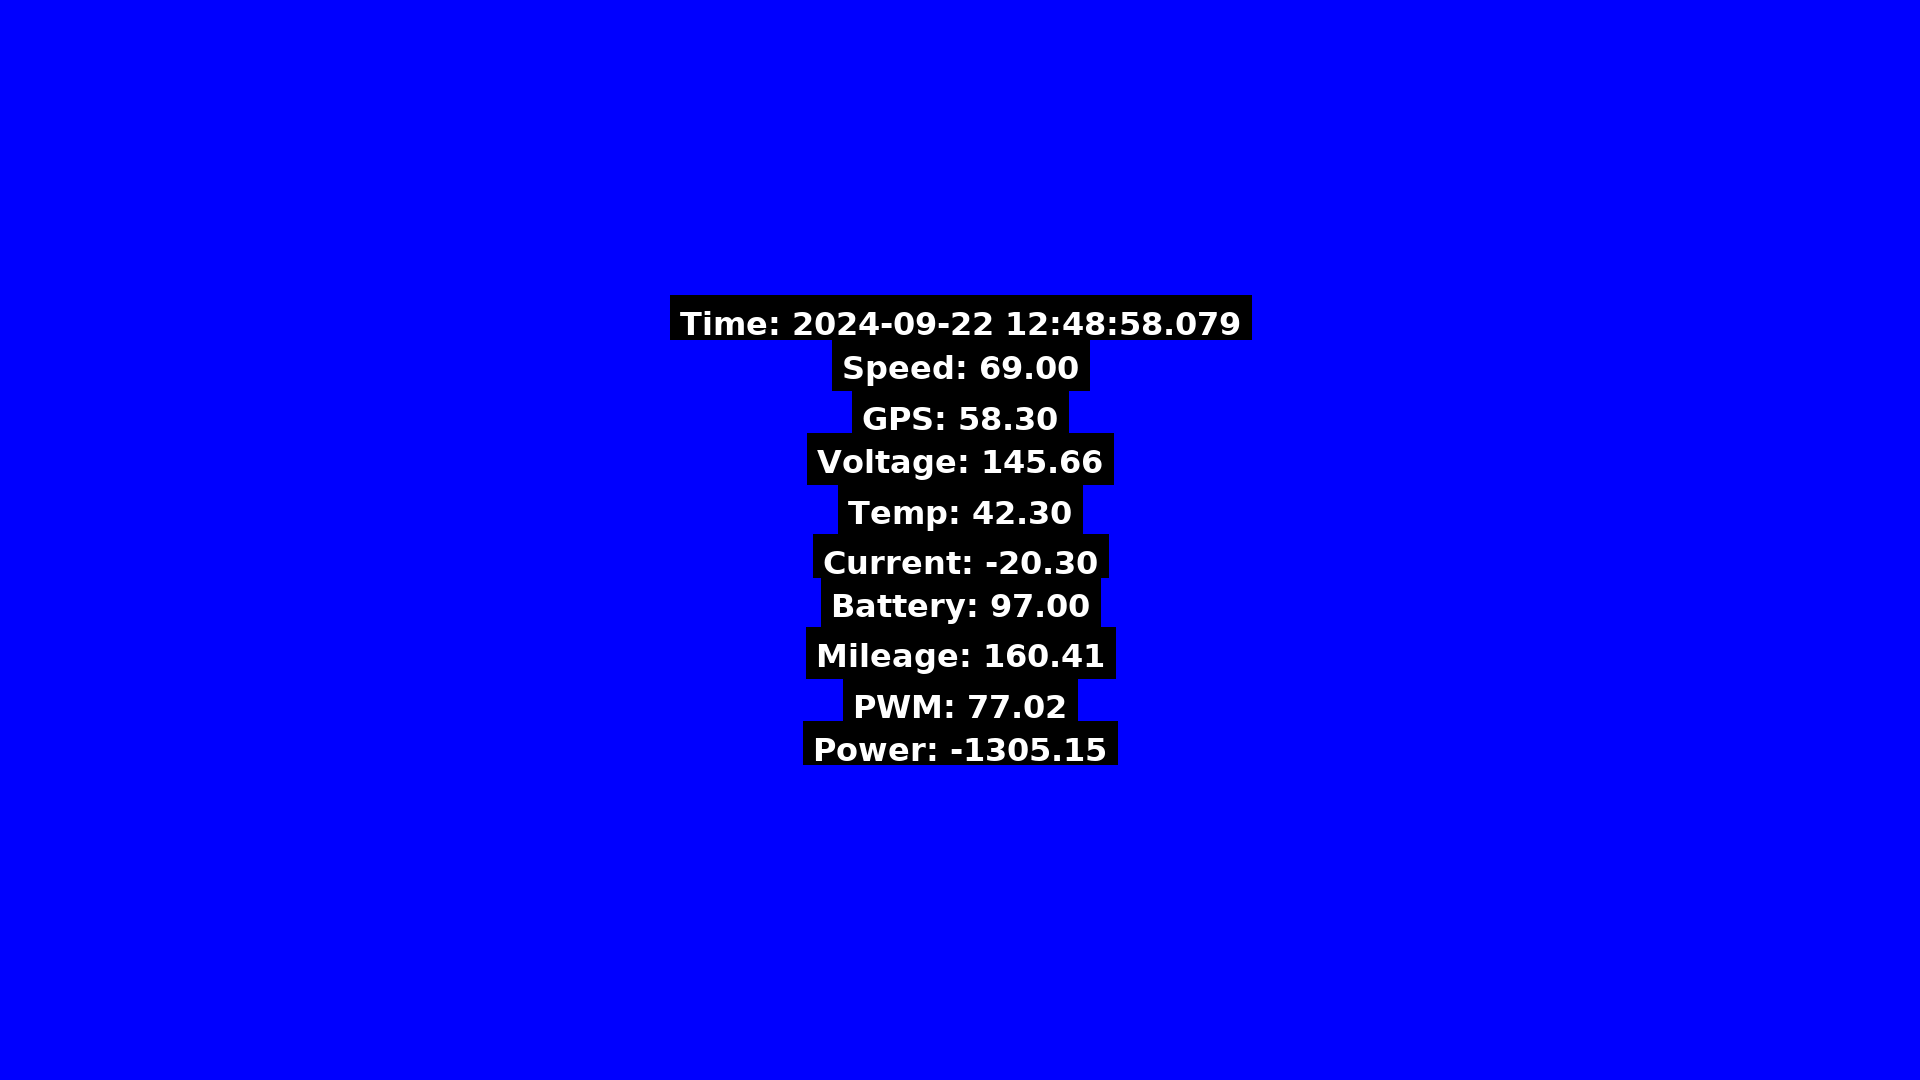 Time: 2024-09-22 12:48:58.079
Speed: 69.00
GPS: 58.30
Voltage: 145.66
Temp: 42.30
Current: -20.30
Battery: 97.00
Mileage: 160.41
PWM: 77.02
Power: -1305.15